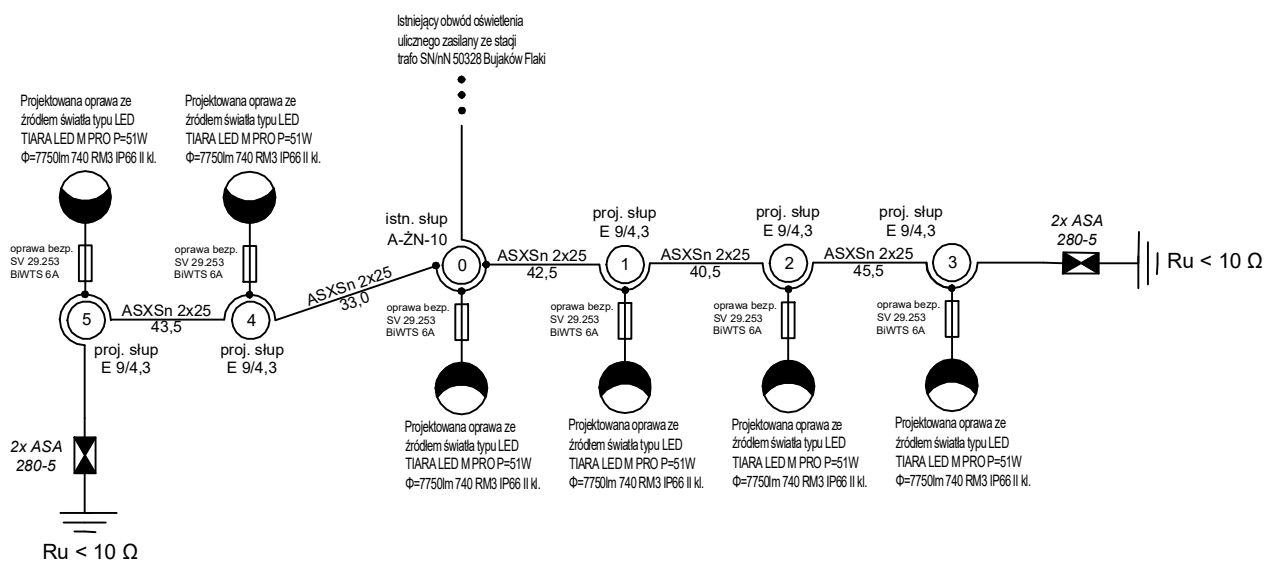 Istniejący obwód oświetlenia
ulicznego zasilany ze stacji
trafo SN/nN 50328 Bujaków Flaki
Projektowana oprawa ze
źródłem światła typu LED
TIARA LED M PRO P=51W
Φ=7750lm 740 RM3 IP66 II kl.
Projektowana oprawa ze
źródłem światła typu LED
TIARA LED M PRO P=51W
Φ=7750lm 740 RM3 IP66 II kl.
oprawa bezp.
SV 29.253
BiWTS 6A
oprawa bezp.
SV 29.253
BiWTS 6A
istn. słup
A-ŻN-10
proj. słup
E 9/4,3
proj. słup
E 9/4,3
proj. słup
E 9/4,3
2x ASA
280-5
0
ASXSn 2x25
42,5
1
ASXSn 2x25
40,5
2
ASXSn 2x25
45,5
3
Ru < 10 Ω
5
ASXSn 2x25
43,5
4
ASXSn 2x25
33,0
proj. słup
E 9/4,3
proj. słup
E 9/4,3
oprawa bezp.
SV 29.253
BiWTS 6A
oprawa bezp.
SV 29.253
BiWTS 6A
oprawa bezp.
SV 29.253
BiWTS 6A
oprawa bezp.
SV 29.253
BiWTS 6A
Projektowana oprawa ze
źródłem światła typu LED
TIARA LED M PRO P=51W
Φ=7750lm 740 RM3 IP66 II kl.
Projektowana oprawa ze
źródłem światła typu LED
TIARA LED M PRO P=51W
Φ=7750lm 740 RM3 IP66 II kl.
Projektowana oprawa ze
źródłem światła typu LED
TIARA LED M PRO P=51W
Φ=7750lm 740 RM3 IP66 II kl.
Projektowana oprawa ze
źródłem światła typu LED
TIARA LED M PRO P=51W
Φ=7750lm 740 RM3 IP66 II kl.
2x ASA
280-5
Ru < 10 Ω